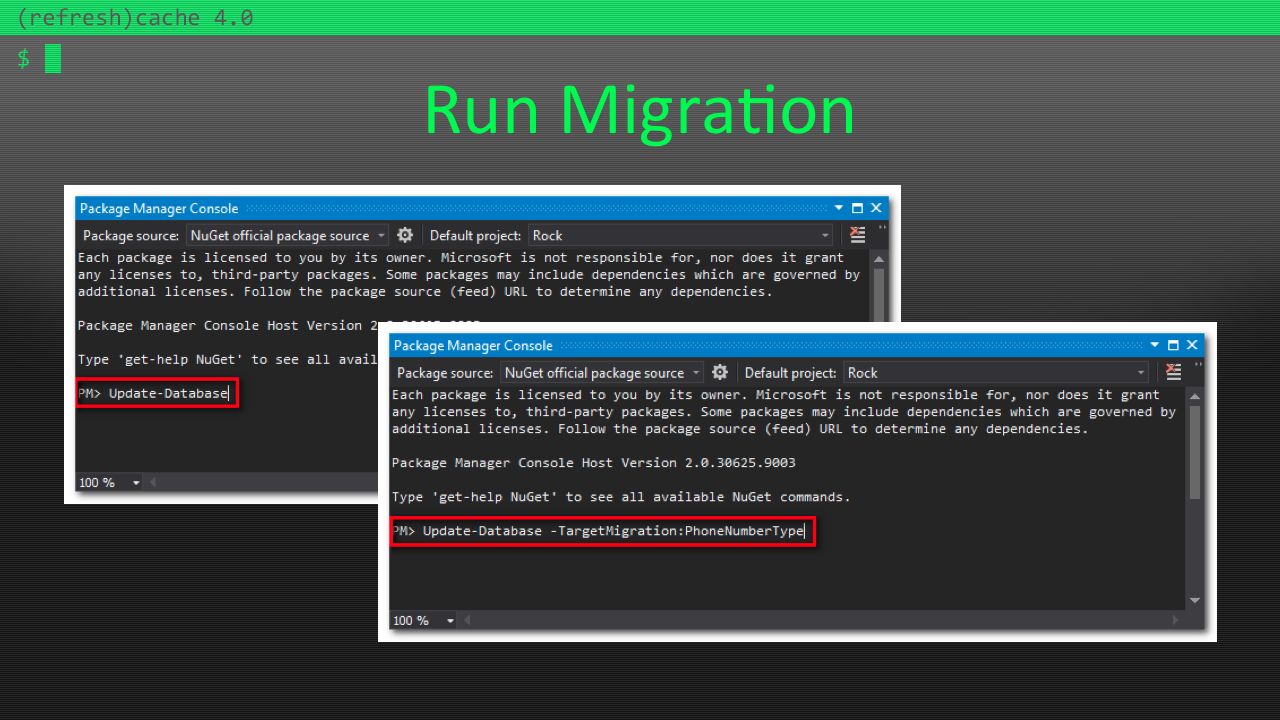 (refresh)cache 4.0
$
Run Migration
Package Manager Console
Package source: NuGet official package source Default project: Rock
Each package is licensed to you by its owner. Microsoft is not responsible for, nor does it grant
any licenses to, third-party packages. Some packages may include dependencies which are governed by
additional licenses. Follow the package source (feed) URL to determine any dependencies.
Package Manager Console Host Version
Type 'get-help NuGet' to see all avail
PM> Update-Database
100 %
Package Manager Console
Package source: NuGet official package source Default project: Rock
Each package is licensed to you by its owner. Microsoft is not responsible for, nor does it grant
any licenses to, third-party packages. Some packages may include dependencies which are governed by
additional licenses. Follow the package source (feed) URL to determine any dependencies.
Package Manager Console Host Version 2.0.30625.9003
Type 'get-help NuGet' to see all available NuGet commands.
PM> Update-Database -TargetMigration:PhoneNumberType
100 %